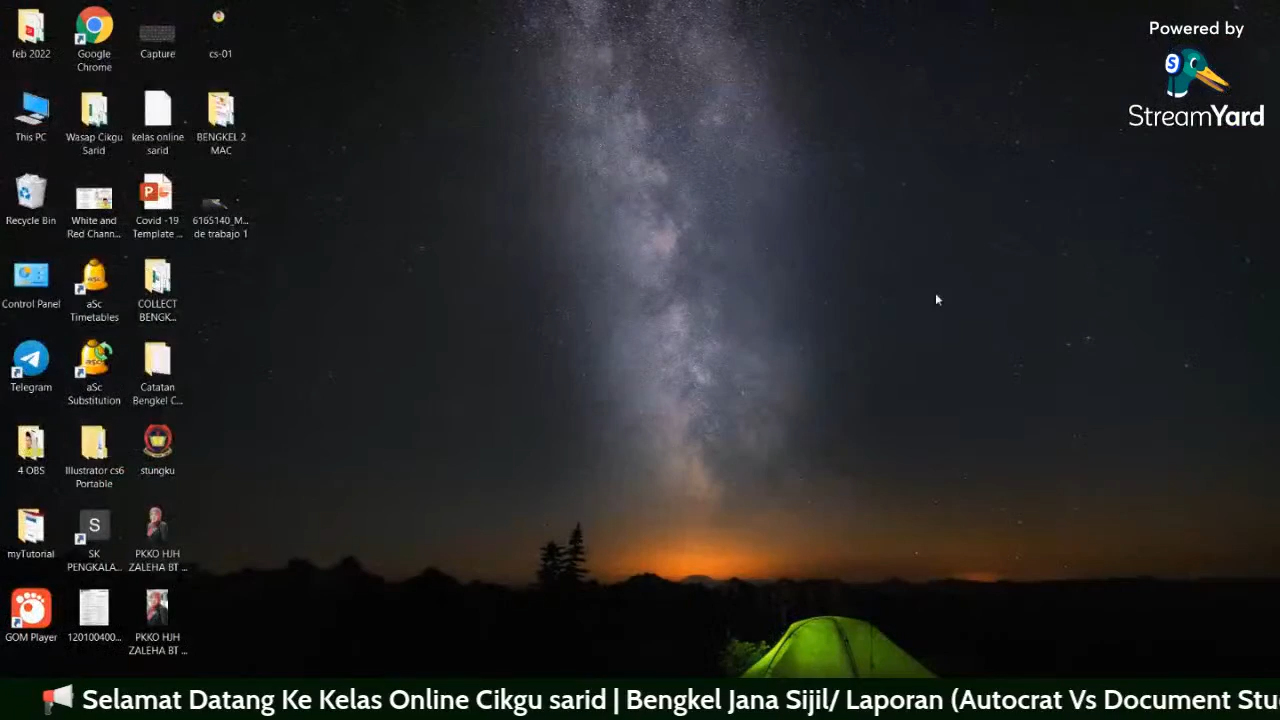 Powered by
StreamYard
feb 2022
Google Chrome
Capture
cs-01
This PC
Wasap Cikgu Sarid
kelas online sarid
BENGKEL 2 MAC
Recycle Bin
White and Red Chann...
Covid -19 Template ...
6165140_M... de trabajo 1
Control Panel
aSc Timetables
COLLECT BENGK...
Telegram
aSc Substitution
Catatan Bengkel C...
4 OBS
Illustrator cs6 Portable
stungku
myTutorial
S
SK PENGKALA...
PKKO HJH ZALEHA BT ...
GOM Player
120100400...
PKKO HJH ZALEHA BT ...
Selamat Datang Ke Kelas Online Cikgu sarid | Bengkel Jana Sijil/ Laporan (Autocrat Vs Document Stu